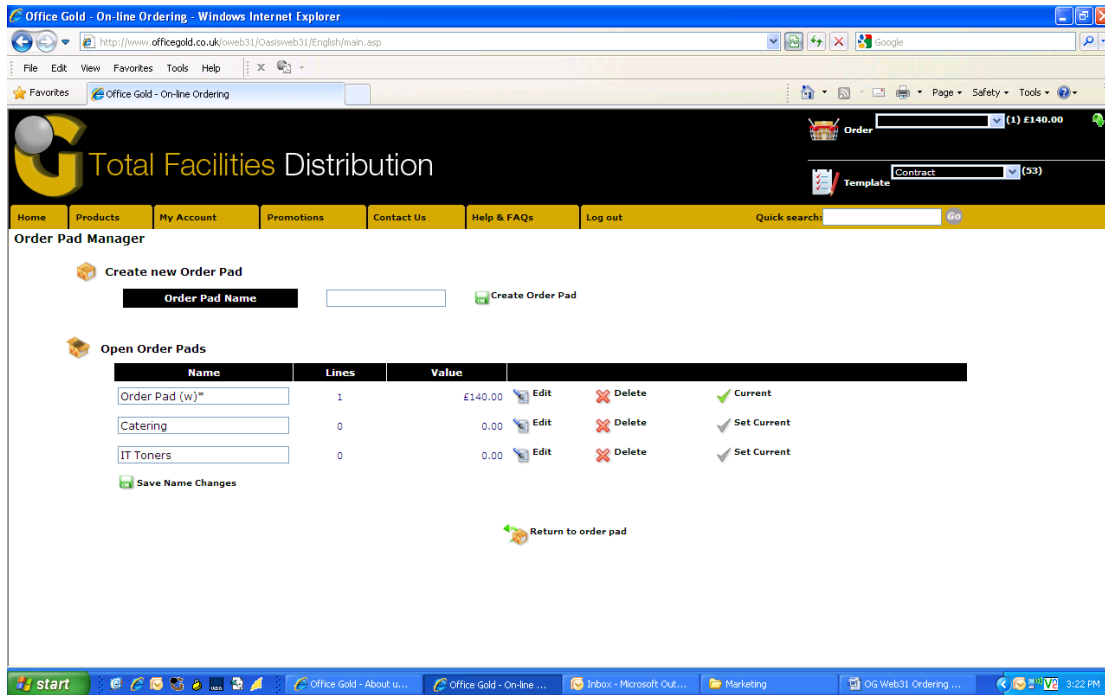 Office Gold - On-line Ordering - Windows Internet Explorer
http://www.officegold.co.uk/oweb31/Oasisweb31/English/main.asp
Google
File Edit View Favorites Tools Help
Favorites
Office Gold - On-line Ordering
Page Safety Tools
Order
(1) £140.00
Total Facilities Distribution
Template
Contract
(53)
Home Products My Account Promotions Contact Us Help & FAQs Log out Quick search: Go
Order Pad Manager
Create new Order Pad
Order Pad Name
Create Order Pad
Open Order Pads
Name Lines Value
Order Pad (w)* 1 £140.00 Edit Delete Current
Catering 0 0.00 Edit Delete Set Current
IT Toners 0 0.00 Edit Delete Set Current
Save Name Changes
Return to order pad
start
Office Gold - About u...
Office Gold - On-line ...
Inbox - Microsoft Out...
Marketing
OG Web31 Ordering ...
3:22 PM